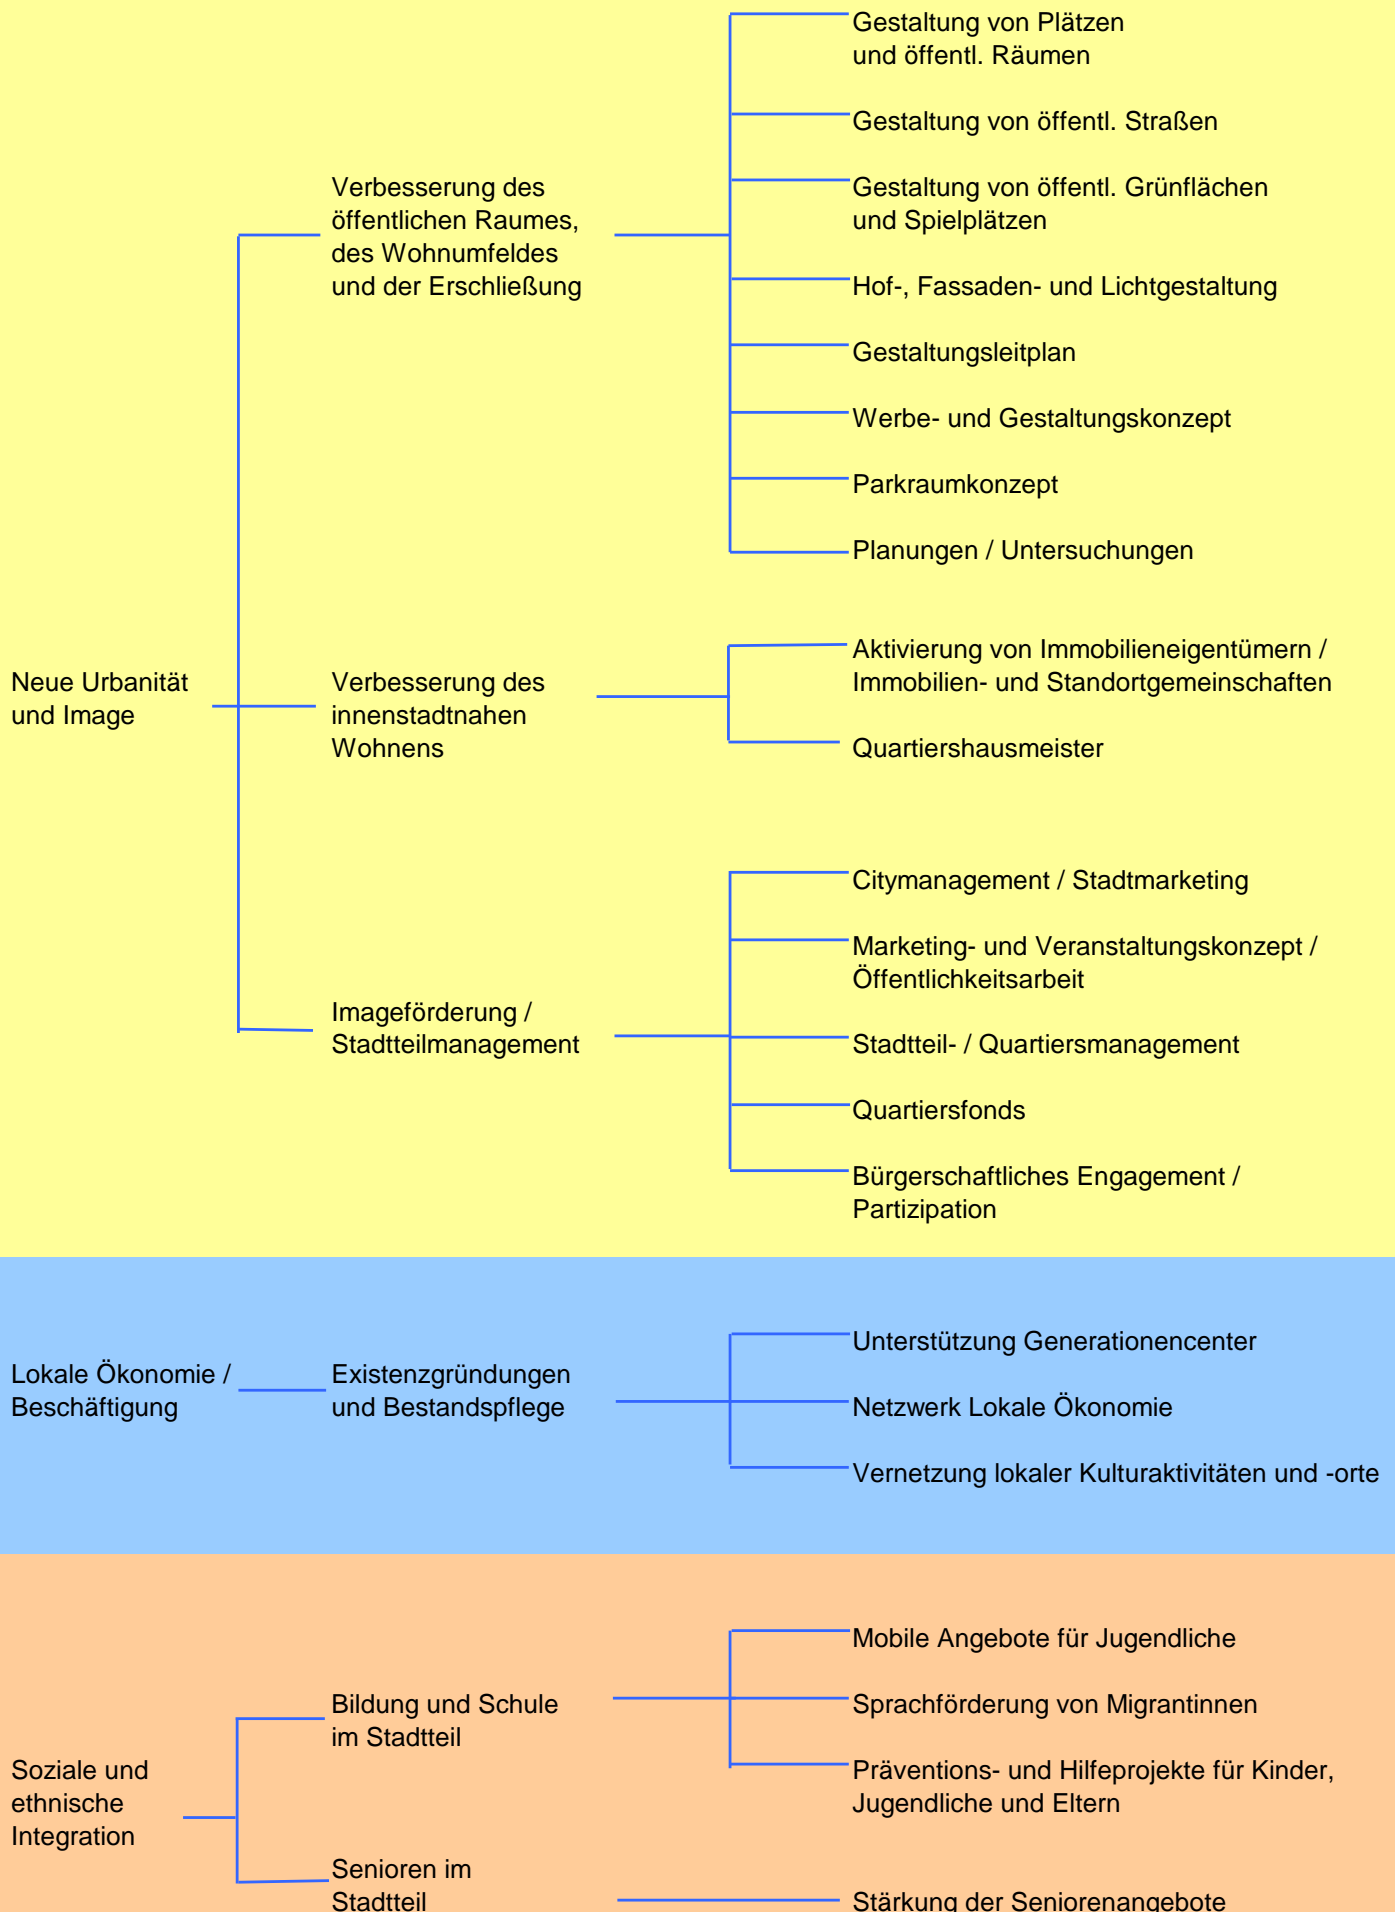 Neue Urbanität
und Image
Verbesserung des
öffentlichen Raumes,
des Wohnumfeldes
und der Erschließung
Gestaltung von Plätzen
und öffentl. Räumen
Gestaltung von öffentl. Straßen
Gestaltung von öffentl. Grünflächen
und Spielplätzen
Hof-, Fassaden- und Lichtgestaltung
Gestaltungsleitplan
Werbe- und Gestaltungskonzept
Parkraumkonzept
Planungen / Untersuchungen
Verbesserung des
innenstadtnahen
Wohnens
Aktivierung von Immobilieneigentümern /
Immobilien- und Standortgemeinschaften
Quartiershausmeister
Imageförderung /
Stadtteilmanagement
Citymanagement / Stadtmarketing
Marketing- und Veranstaltungskonzept /
Öffentlichkeitsarbeit
Stadtteil- / Quartiersmanagement
Quartiersfonds
Bürgerschaftliches Engagement /
Partizipation
Lokale Ökonomie /
Beschäftigung
Existenzgründungen
und Bestandspflege
Unterstützung Generationencenter
Netzwerk Lokale Ökonomie
Vernetzung lokaler Kulturaktivitäten und -orte
Soziale und
ethnische
Integration
Bildung und Schule
im Stadtteil
Mobile Angebote für Jugendliche
Sprachförderung von Migrantinnen
Präventions- und Hilfeprojekte für Kinder,
Jugendliche und Eltern
Senioren im
Stadtteil
Stärkung der Seniorenangebote